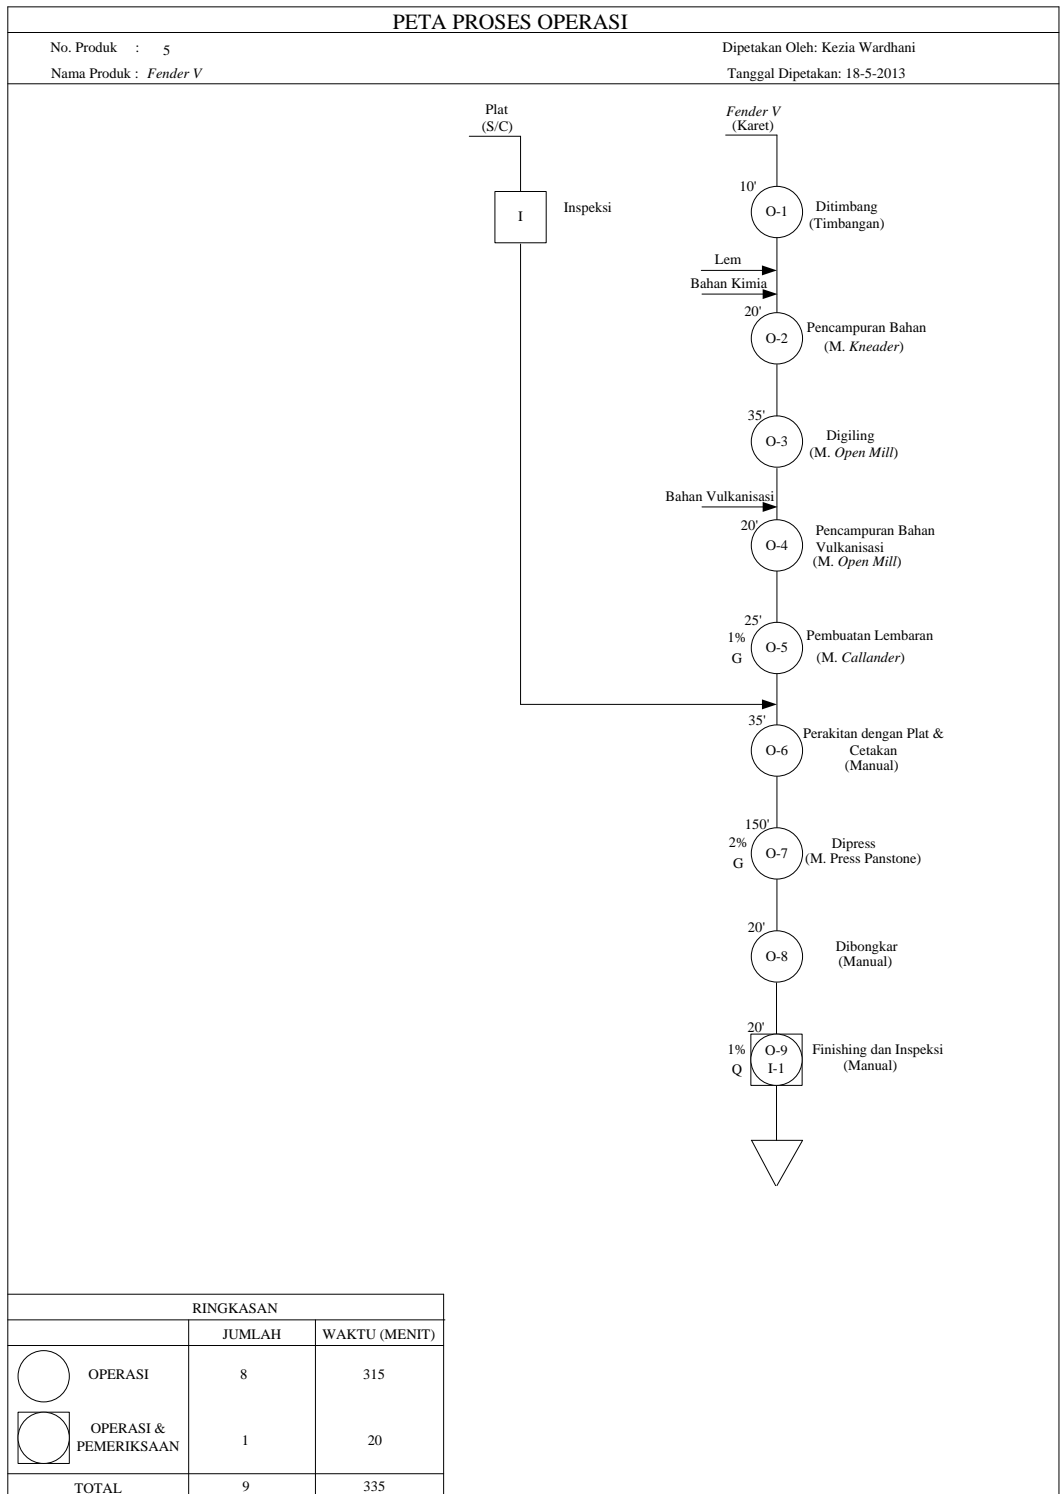 PETA PROSES OPERASI
No. Produk : 5
Nama Produk : Fender V
Dipetakan Oleh: Kezia Wardhani
Tanggal Dipetakan: 18-5-2013
Plat
(S/C)
I
Inspeksi
Fender V
(Karet)
10'
O-1
Ditimbang
(Timbangan)
Lem
Bahan Kimia
20'
O-2
Pencampuran Bahan
(M. Kneader)
35'
O-3
Digiling
(M. Open Mill)
Bahan Vulkanisasi
20'
O-4
Pencampuran Bahan
Vulkanisasi
(M. Open Mill)
25'
1%
G
O-5
Pembuatan Lembaran
(M. Callander)
35'
O-6
Perakitan dengan Plat &
Cetakan
(Manual)
150'
2%
G
O-7
Dipress
(M. Press Panstone)
20'
O-8
Dibongkar
(Manual)
20'
1%
Q
O-9
I-1
Finishing dan Inspeksi
(Manual)
RINGKASAN
JUMLAH WAKTU (MENIT)
OPERASI 8 315
OPERASI &
PEMERIKSAAN 1 20
TOTAL 9 335